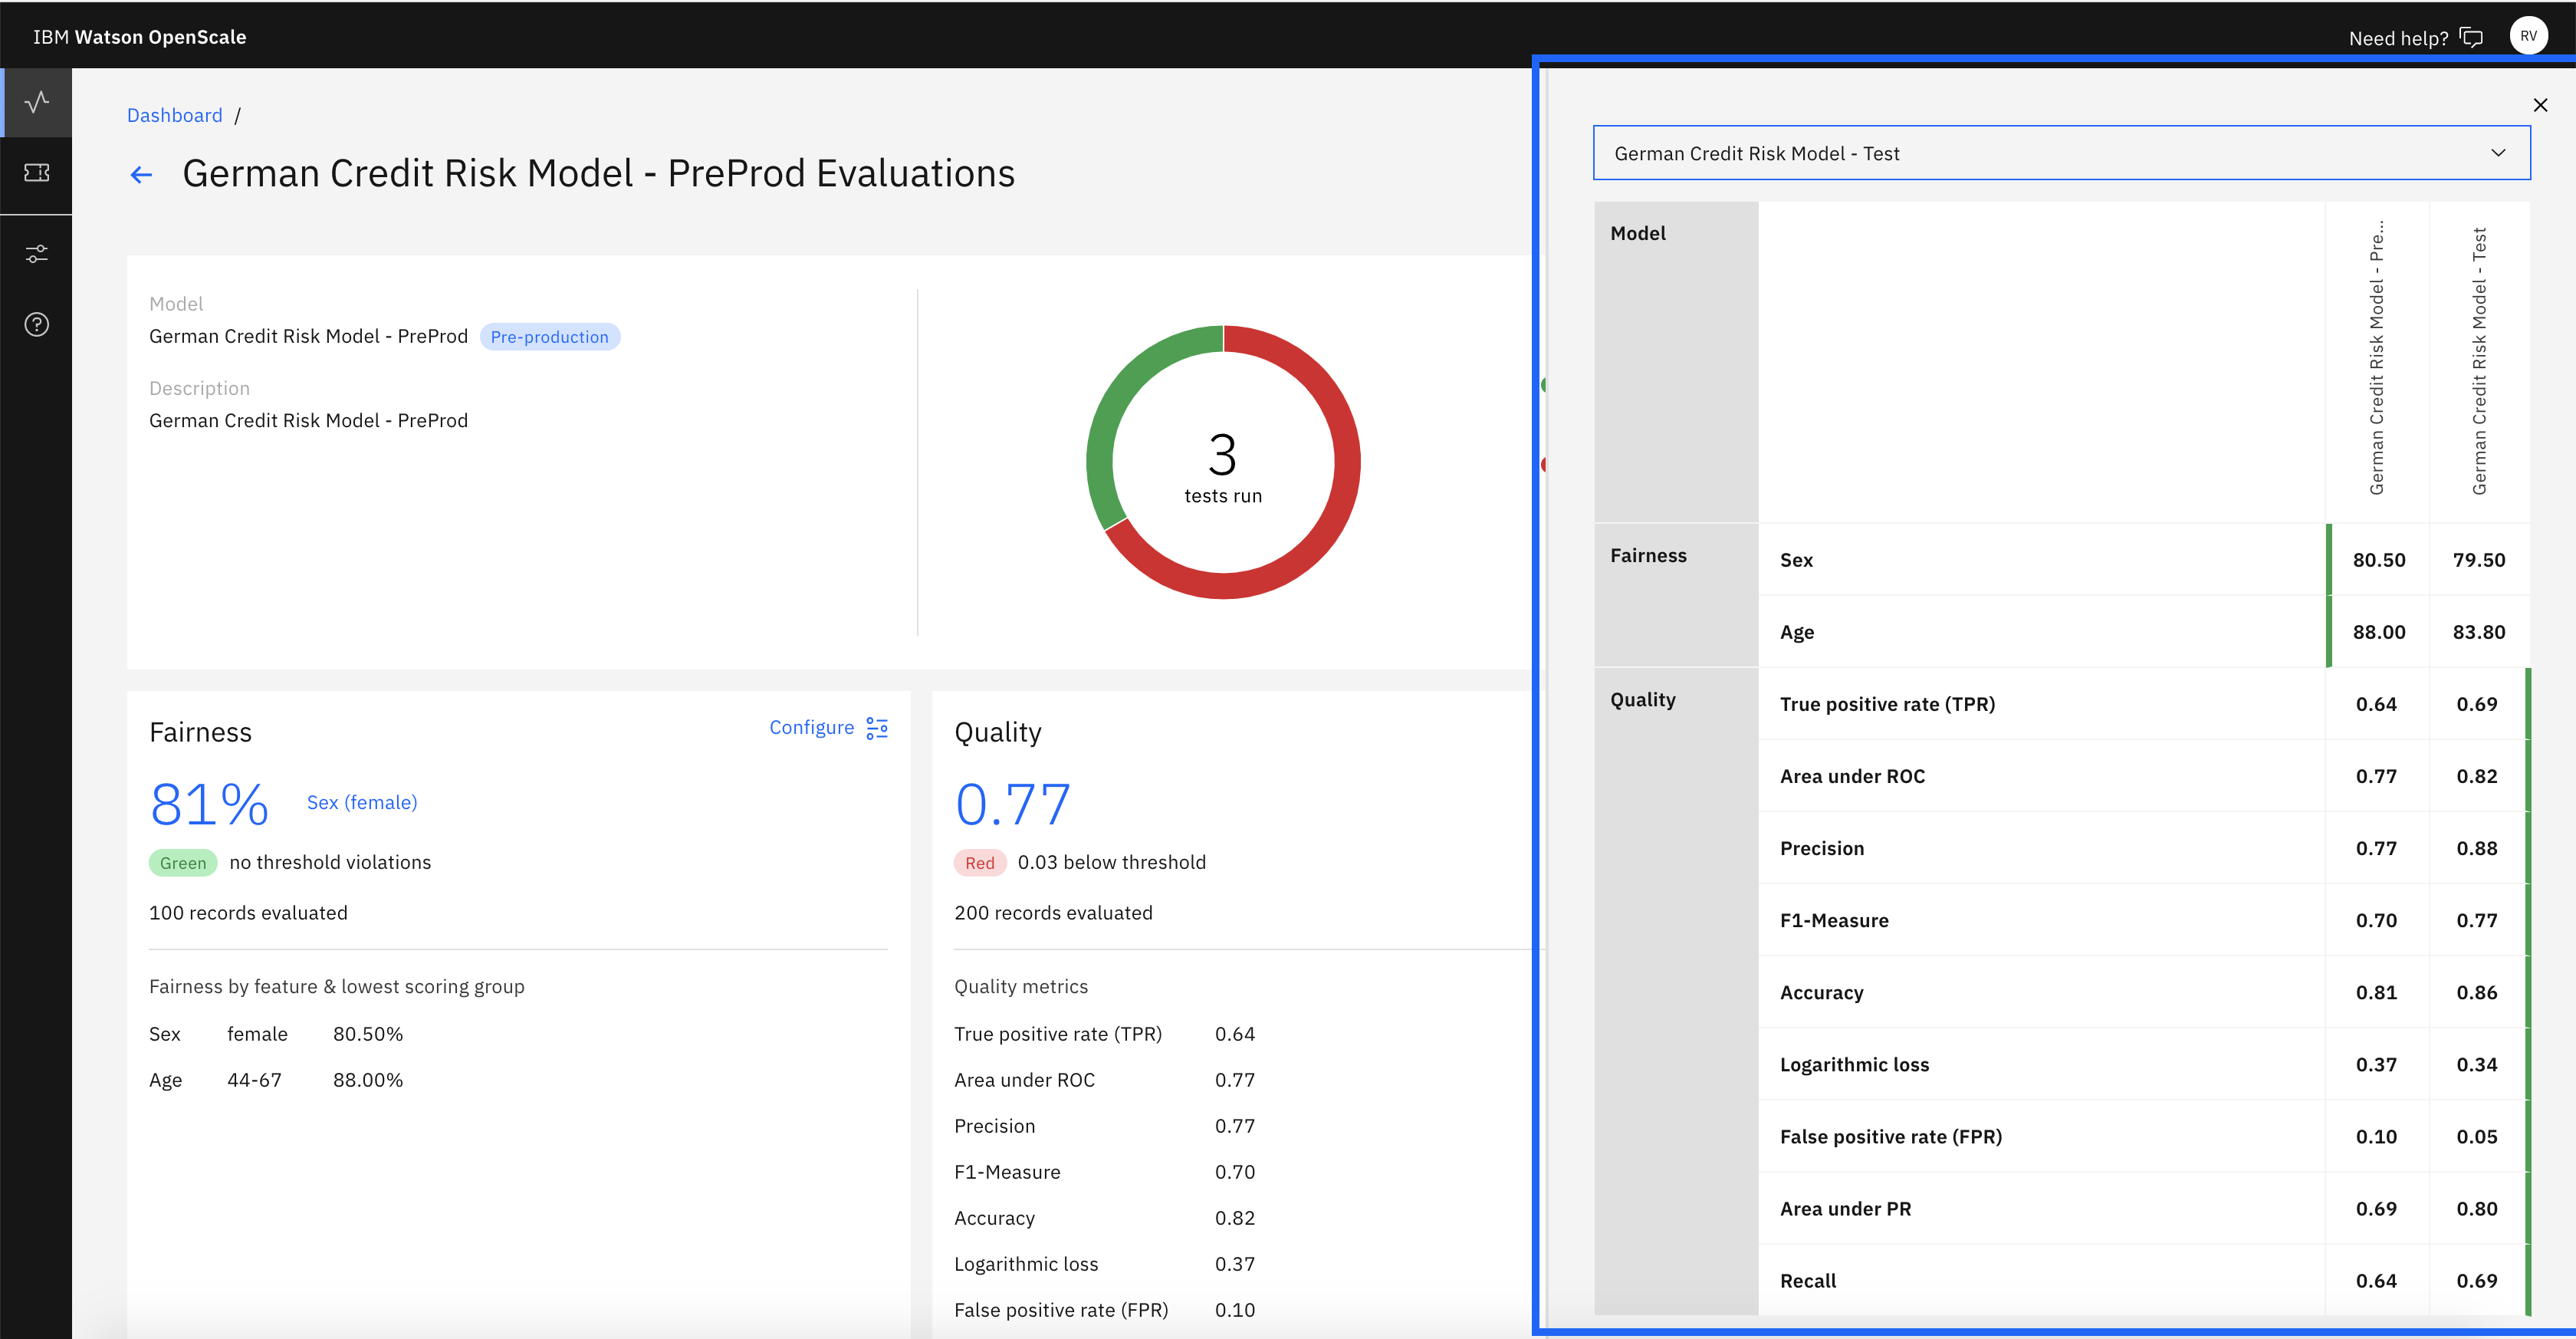 IBM Watson OpenScale
Need help?
RV
Dashboard /
German Credit Risk Model - PreProd Evaluations
Model
German Credit Risk Model - PreProd Pre-production
Description
German Credit Risk Model - PreProd
3
tests run
Fairness
Configure
81% Sex (female)
Green no threshold violations
100 records evaluated
Fairness by feature & lowest scoring group
Sex female 80.50%
Age 44-67 88.00%
Quality
0.77
Red 0.03 below threshold
200 records evaluated
Quality metrics
True positive rate (TPR) 0.64
Area under ROC 0.77
Precision 0.77
F1-Measure 0.70
Accuracy 0.82
Logarithmic loss 0.37
False positive rate (FPR) 0.10
German Credit Risk Model - Test
Model
German Credit Risk Model - Pre...
German Credit Risk Model - Test
Fairness
Sex 80.50 79.50
Age 88.00 83.80
Quality
True positive rate (TPR) 0.64 0.69
Area under ROC 0.77 0.82
Precision 0.77 0.88
F1-Measure 0.70 0.77
Accuracy 0.81 0.86
Logarithmic loss 0.37 0.34
False positive rate (FPR) 0.10 0.05
Area under PR 0.69 0.80
Recall 0.64 0.69